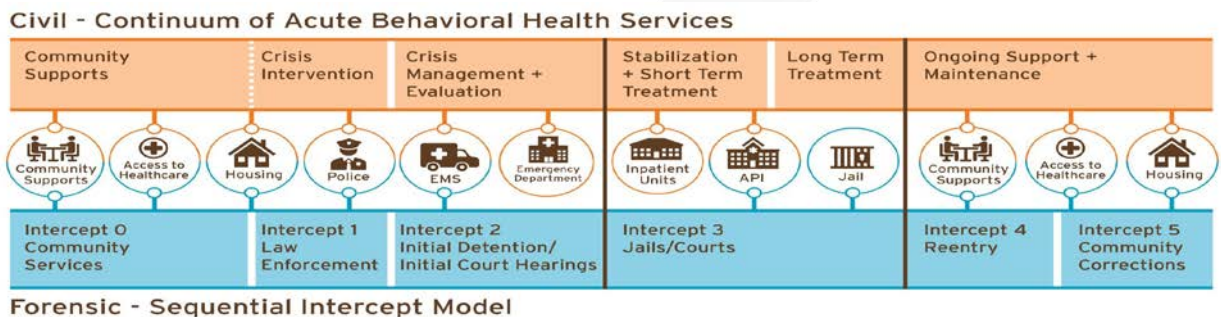 Civil - Continuum of Acute Behavioral Health Services
Community
Supports
Crisis
Intervention
Crisis
Management +
Evaluation
Stabilization
+ Short Term
Treatment
Long Term
Treatment
Ongoing Support +
Maintenance
Community
Supports
Access to
Healthcare
Housing
Police
EMS
Emergency
Department
Inpatient
Units
API
Jail
Community
Supports
Access to
Healthcare
Housing
Intercept 0
Community
Services
Intercept 1
Law
Enforcement
Intercept 2
Initial Detention/
Initial Court Hearings
Intercept 3
Jails/Courts
Intercept 4
Reentry
Intercept 5
Community
Corrections
Forensic - Sequential Intercept Model